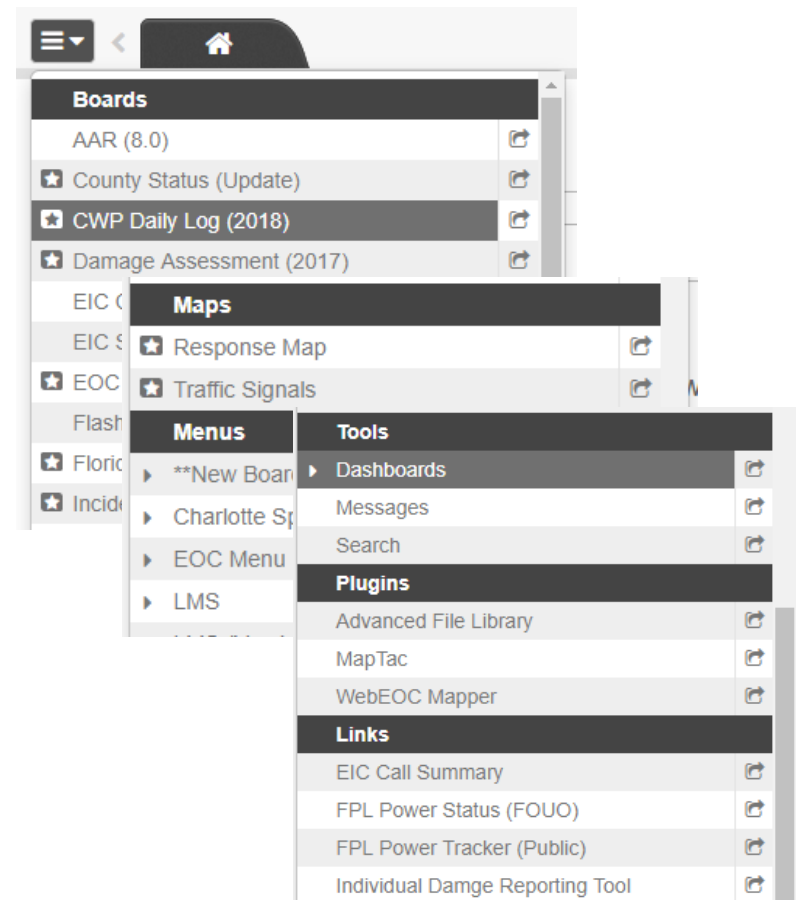 Boards
AAR (8.0)
County Status (Update)
CWP Daily Log (2018)
Damage Assessment (2017)
EIC
EIC
EOC
Flash
Maps
Response Map
Traffic Signals
Menus
**New
Charlotte
EOC Menu
LMS
Tools
Dashboards
Messages
Search
Plugins
Advanced File Library
MapTac
WebEOC Mapper
Links
EIC Call Summary
FPL Power Status (FOUO)
FPL Power Tracker (Public)
Individual Damge Reporting Tool